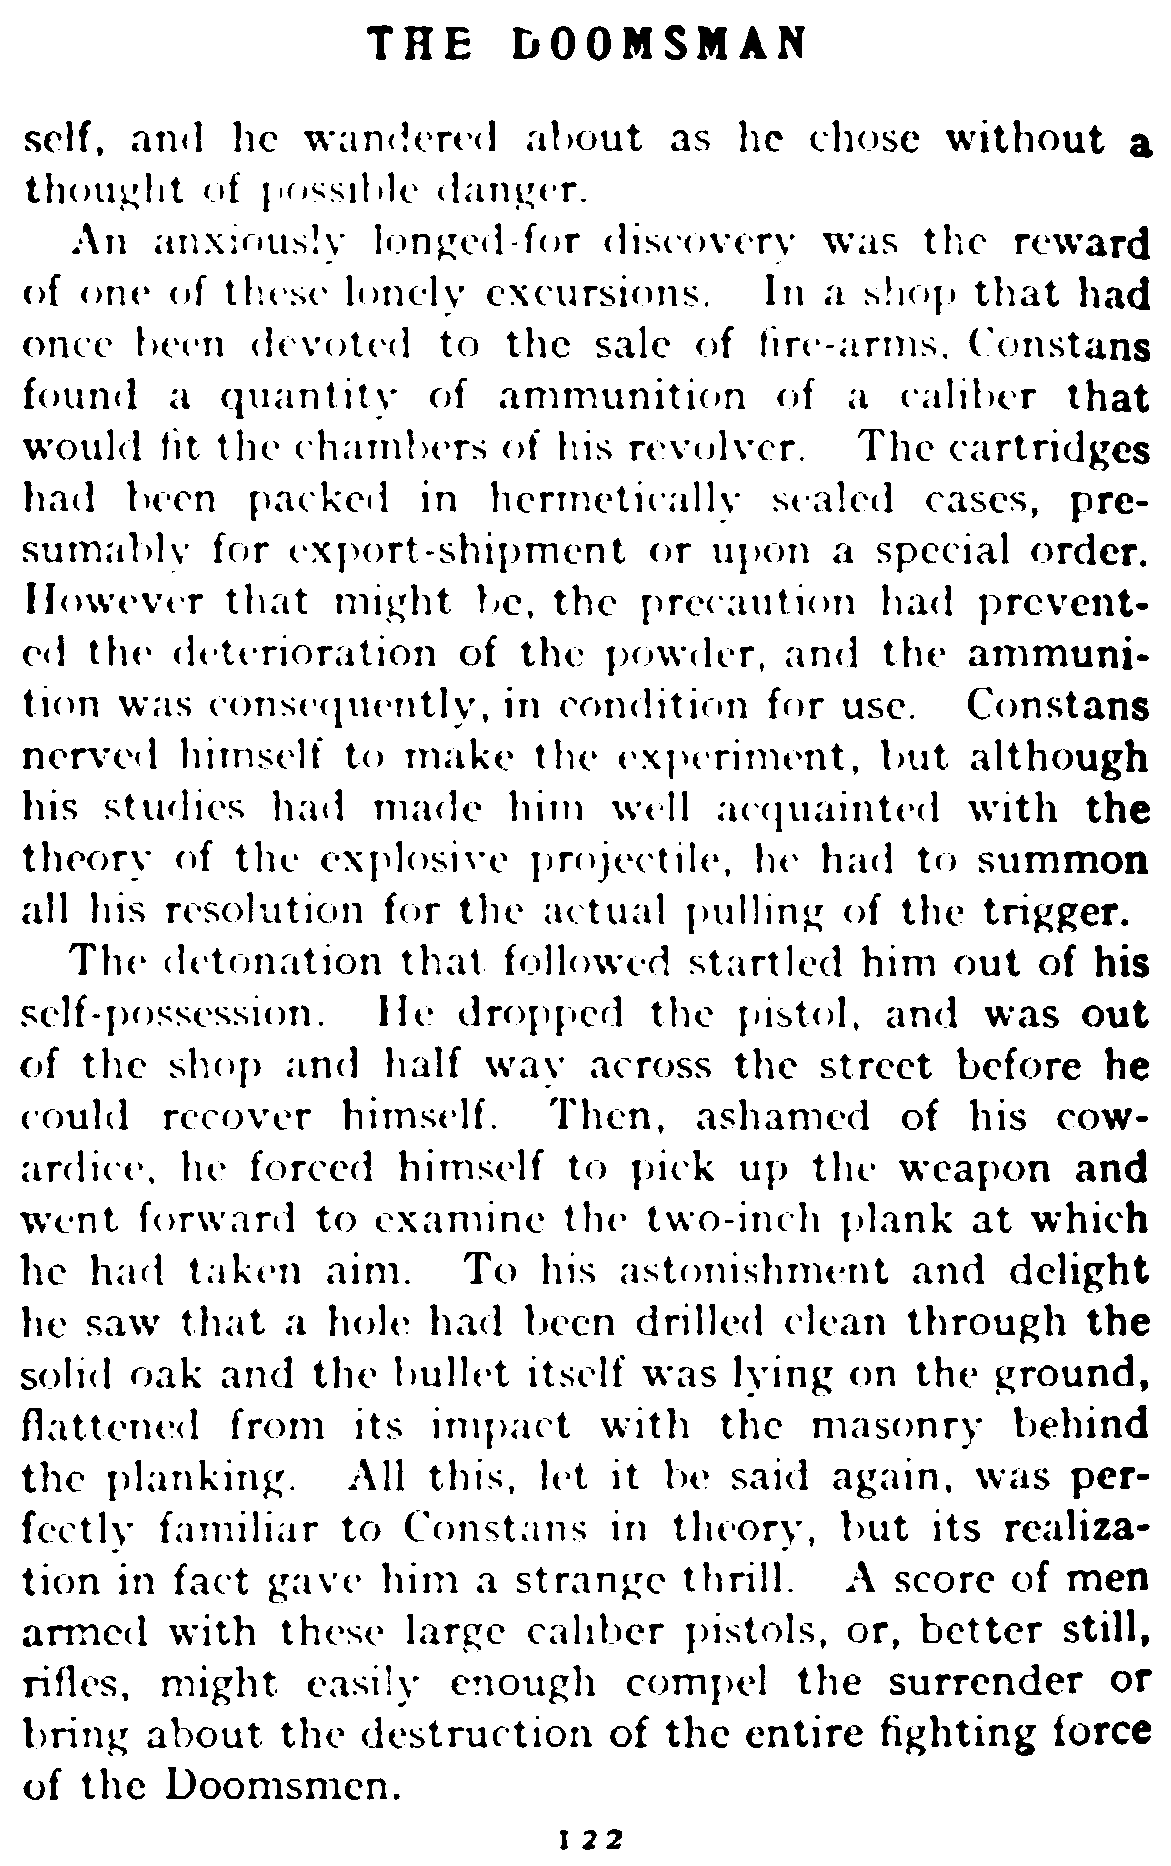 THE DOOMSMAN
self, and he wandered about as he chose without a
thought of possible danger.
An anxiously longed-for discovery was the reward
of one of these lonely excursions. In a shop that had
once been devoted to the sale of fire-arms, Constans
found a quantity of ammunition of a caliber that
would fit the chambers of his revolver. The cartridges
had been packed in hermetically sealed cases, pre-
sumably for export-shipment or upon a special order.
However that might be, the precaution had prevent-
ed the deterioration of the powder, and the ammuni-
tion was consequently, in condition for use. Constans
nerved himself to make the experiment, but although
his studies had made him well acquainted with the
theory of the explosive projectile, he had to summon
all his resolution for the actual pulling of the trigger.
The detonation that followed startled him out of his
self-possession. He dropped the pistol, and was out
of the shop and half way across the street before he
could recover himself. Then, ashamed of his cow-
ardice, he forced himself to pick up the weapon and
went forward to examine the two-inch plank at which
he had taken aim. To his astonishment and delight
he saw that a hole had been drilled clean through the
solid oak and the bullet itself was lying on the ground,
flattened from its impact with the masonry behind
the planking. All this, let it be said again, was per-
fectly familiar to Constans in theory, but its realiza-
tion in fact gave him a strange thrill. A score of men
armed with these large caliber pistols, or, better still,
rifles, might easily enough compel the surrender or
bring about the destruction of the entire fighting force
of the Doomsmen.
122